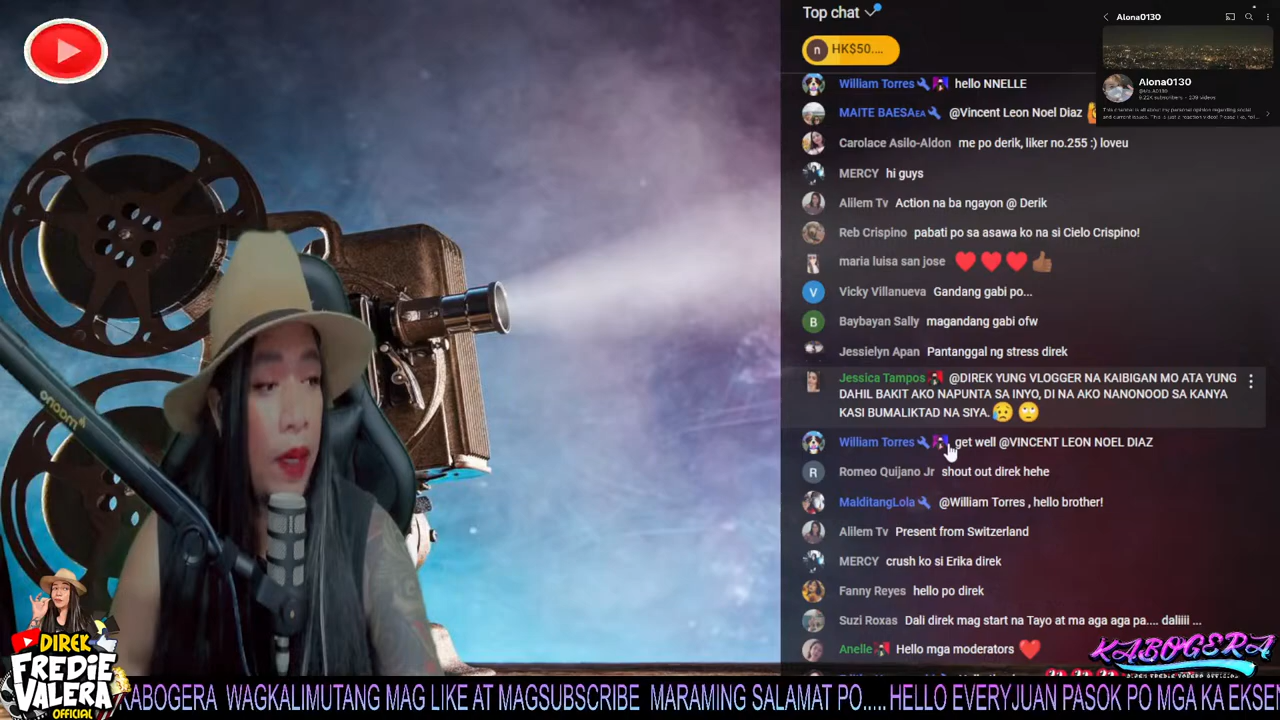 Top chat
n HK$50....
William Torres hello NNELLE
MAITE BAESA @Vincent Leon Noel Diaz
Carolace Asilo-Aldon me po derik, liker no.255 :) loveu
MERCY hi guys
Alilem Tv Action na ba ngayon @ Derik
Reb Crispino pabati po sa asawa ko na si Cielo Crispino!
maria luisa san jose
V Vicky Villanueva Gandang gabi po...
B Baybayan Sally magandang gabi ofw
Jessielyn Apan Pantanggal ng stress direk
Jessica Tampos @DIREK YUNG VLOGGER NA KAIBIGAN MO ATA YUNG
DAHIL BAKIT AKO NAPUNTA SA INYO, DI NA AKO NANONOOD SA KANYA
KASI BUMALIKTAD NA SIYA.
William Torres get well @VINCENT LEON NOEL DIAZ
R Romeo Quijano Jr shout out direk hehe
MalditangLola @William Torres , hello brother!
Alilem Tv Present from Switzerland
MERCY crush ko si Erika direk
Fanny Reyes hello po direk
Suzi Roxas Dali direk mag start na Tayo at ma aga aga pa.... daliiii ...
Anelle Hello mga moderators
Alona0130
Alona0130
maono
DIREK
FREDIE
VALERA
OFFICIAL
KABOGERA
KABOGERA WAGKALIMUTANG MAG LIKE AT MAGSUBSCRIBE MARAMING SALAMAT PO..... HELLO EVERYJUAN PASOK PO MGA KA EKSE